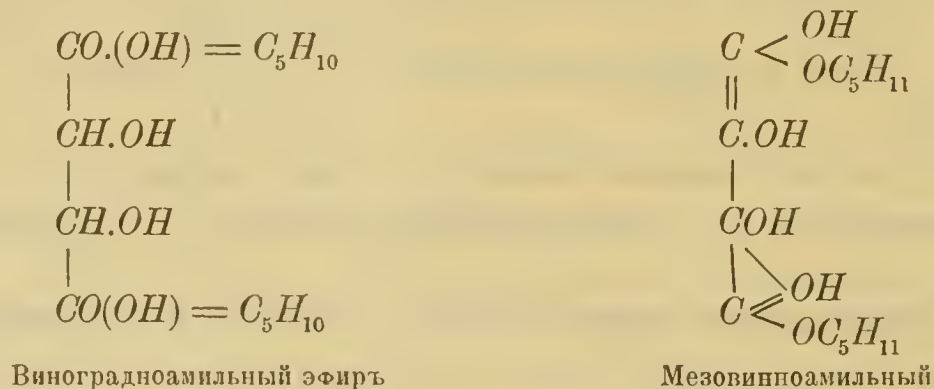 CO.(OH) = C₅H₁₀
CH.OH
CH.OH
CO(OH) = C₅H₁₀
Виноградноамильный эфиръ
C < OH
OC₅H₁₁
C.OH
COH
OH
C < OC₅H₁₁
Мезовинноамильный